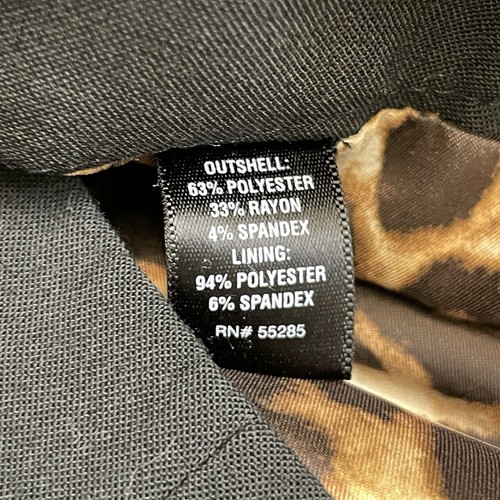 OUTSHELL:
63% POLYESTER
33% RAYON
4% SPANDEX
LINING:
94% POLYESTER
6% SPANDEX
RN# 55285